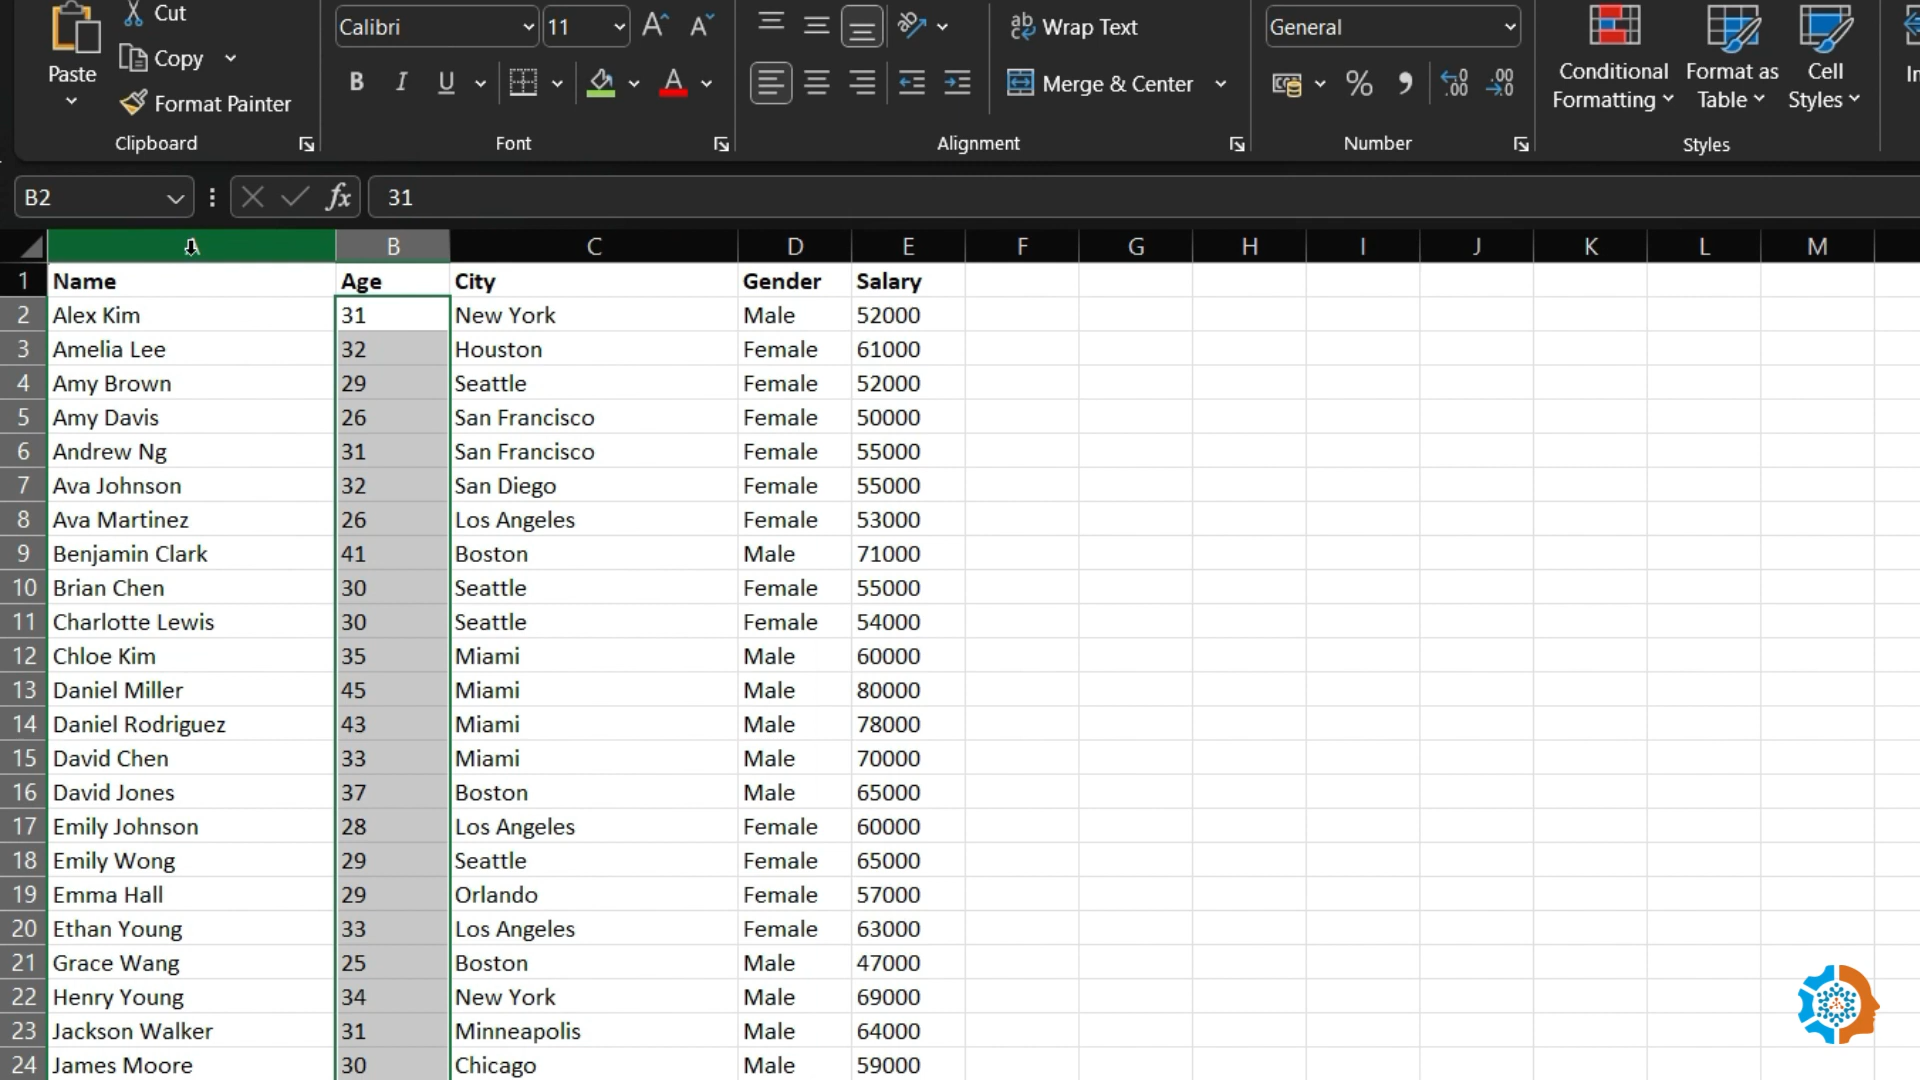 Cut
Copy
Format Painter
Paste
Clipboard
Calibri 11 A A
B I U A
Font
ab Wrap Text
Merge & Center
Alignment
General
% , .00 .00
Number
Conditional Formatting
Format as Table
Cell Styles
Styles
B2 fx 31
A B C D E F G H I J K L M
1 Name Age City Gender Salary
2 Alex Kim 31 New York Male 52000
3 Amelia Lee 32 Houston Female 61000
4 Amy Brown 29 Seattle Female 52000
5 Amy Davis 26 San Francisco Female 50000
6 Andrew Ng 31 San Francisco Female 55000
7 Ava Johnson 32 San Diego Female 55000
8 Ava Martinez 26 Los Angeles Female 53000
9 Benjamin Clark 41 Boston Male 71000
10 Brian Chen 30 Seattle Female 55000
11 Charlotte Lewis 30 Seattle Female 54000
12 Chloe Kim 35 Miami Male 60000
13 Daniel Miller 45 Miami Male 80000
14 Daniel Rodriguez 43 Miami Male 78000
15 David Chen 33 Miami Male 70000
16 David Jones 37 Boston Male 65000
17 Emily Johnson 28 Los Angeles Female 60000
18 Emily Wong 29 Seattle Female 65000
19 Emma Hall 29 Orlando Female 57000
20 Ethan Young 33 Los Angeles Female 63000
21 Grace Wang 25 Boston Male 47000
22 Henry Young 34 New York Male 69000
23 Jackson Walker 31 Minneapolis Male 64000
24 James Moore 30 Chicago Male 59000